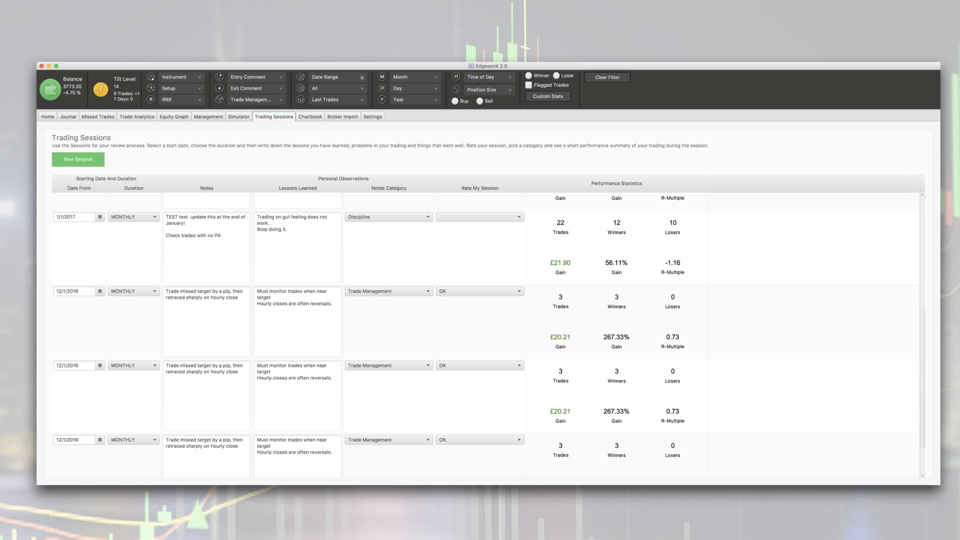 Edgewonk 2.0
Balance
3773.20
-4.70 %
Tilt Level
14
8 Trades: +1
7 Days: 0
Instrument
Setup
RRR
Entry Comment
Exit Comment
Trade Managem...
Date Range
All
Last Trades
M Month
D Day
Y Year
H Time of Day
Position Size
Buy Sell
Winner Loser
Flagged Trades
Custom Stats
Clear Filter
Home Journal Missed Trades Trade Analytics Equity Graph Management Simulator Trading Sessions Chartbook Broker Import Settings
Trading Sessions
Use the Sessions for your review process. Select a start date, choose the duration and then write down the lessons you have learned, problems in your trading and things that went well. Rate your session, pick a category and see a short performance summary of your trading during the session.
New Session
Starting Date And Duration Personal Observations Performance Statistics
Date From Duration Notes Lessons Learned Notes Category Rate My Session
Gain Gain R-Multiple
1/1/2017 MONTHLY
TEST text. update this at the end of
January!
Check trades with no PA
Trading on gut feeling does not
work.
Stop doing it.
Discipline
22 12 10
Trades Winners Losers
£21.90 56.11% -1.16
Gain Gain R-Multiple
12/1/2016 MONTHLY
Trade missed target by a pip, then
retraced sharply on hourly close
Must monitor trades when near
target
Hourly closes are often reversals.
Trade Management OK
3 3 0
Trades Winners Losers
£20.21 267.33% 0.73
Gain Gain R-Multiple
12/1/2016 MONTHLY
Trade missed target by a pip, then
retraced sharply on hourly close
Must monitor trades when near
target
Hourly closes are often reversals.
Trade Management OK
3 3 0
Trades Winners Losers
£20.21 267.33% 0.73
Gain Gain R-Multiple
12/1/2016 MONTHLY
Trade missed target by a pip, then
retraced sharply on hourly close
Must monitor trades when near
target
Hourly closes are often reversals.
Trade Management OK
3 3 0
Trades Winners Losers